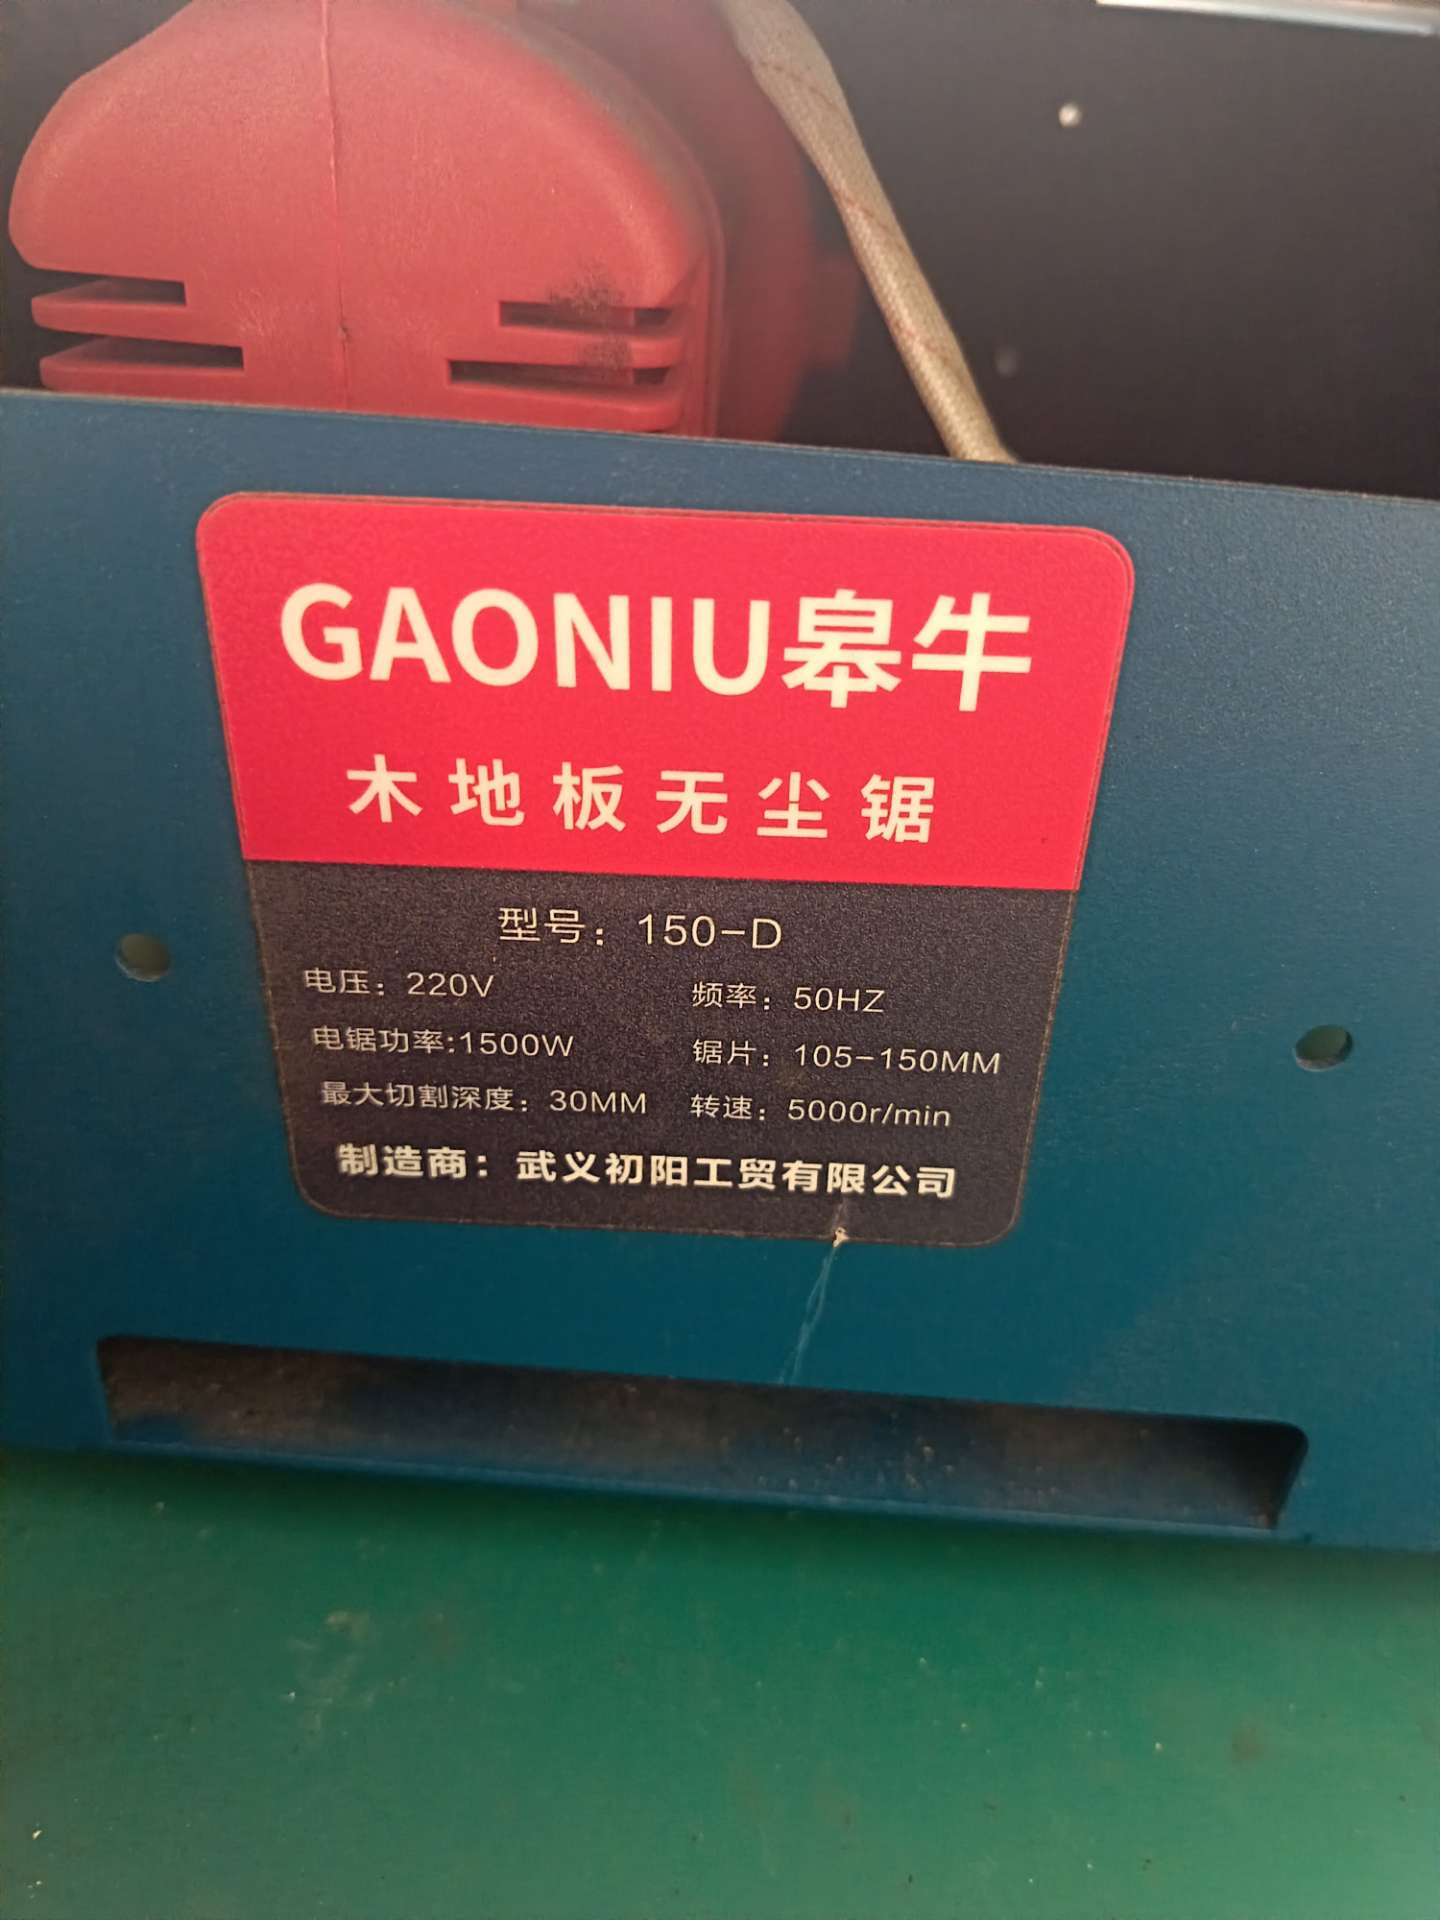 GAONIU皋牛
木地板无尘锯
型号：150-D
电压：220V 频率：50HZ
电锯功率:1500W 锯片：105-150MM
最大切割深度：30MM 转速：5000r/min
制造商：武义初阳工贸有限公司